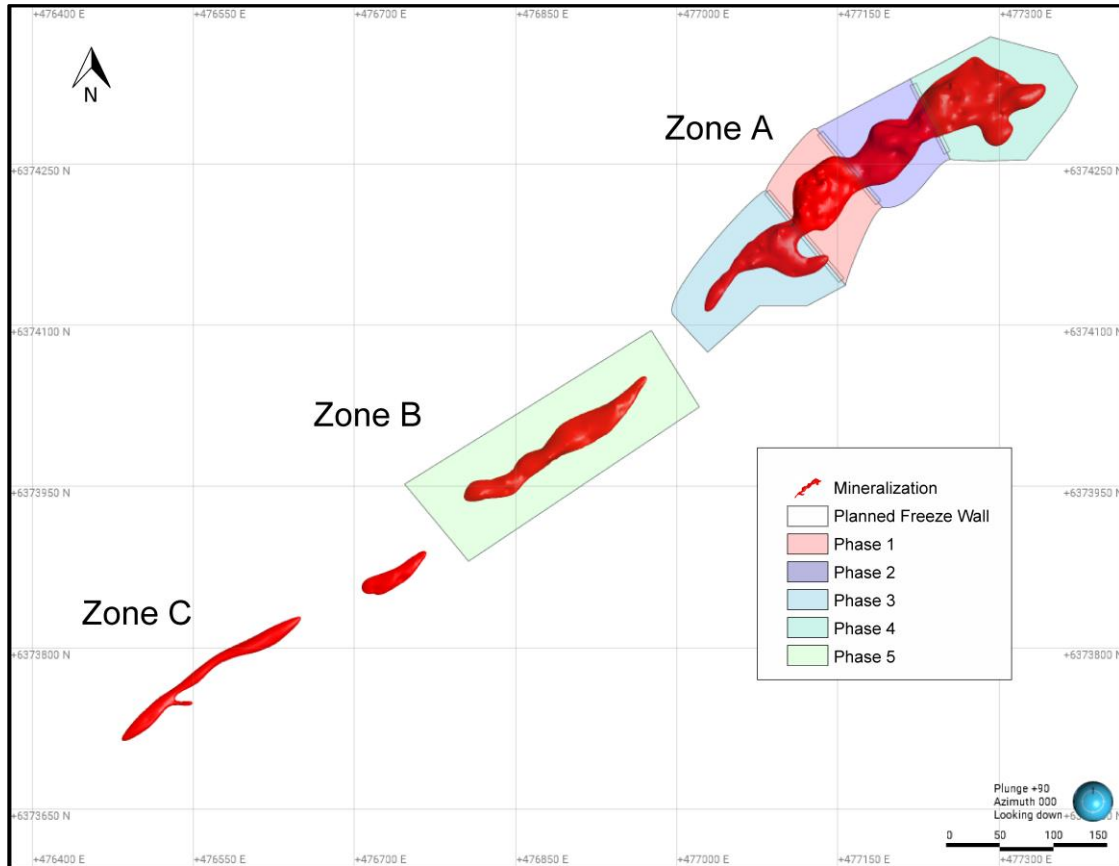 +476400 E
+476550 E
+476700 E
+476850 E
+477000 E
+477150 E
+477300 E
N
Zone A
+6374250 N
+6374250 N
+6374100 N
+6374100 N
Zone B
+6373950 N
+6373950 N
Mineralization
Planned Freeze Wall
Phase 1
Phase 2
Phase 3
Phase 4
Phase 5
Zone C
+6373800 N
+6373800 N
+6373650 N
Plunge +90
Azimuth 000
Looking down
0 50 100 150
+476400 E
+476550 E
+476700 E
+476850 E
+477000 E
+477150 E
+477300 E